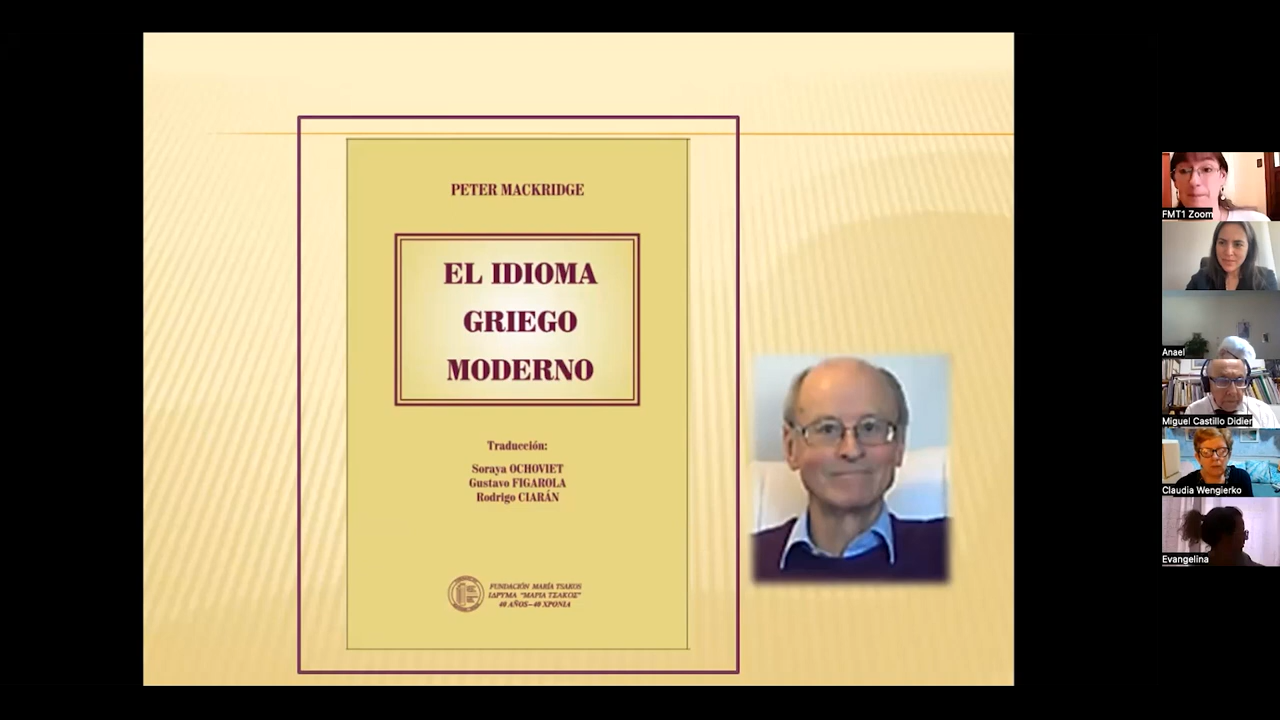 PETER MACKRIDGE
EL IDIOMA
GRIEGO
MODERNO
Traducción:
Soraya OCHOVIET
Gustavo FIGAROLA
Rodrigo CIARÁN
FUNDACIÓN MARÍA TSAKOS
ΙΔΡΥΜΑ “ΜΑΡΙΑ ΤΣΑΚΟΣ”
40 AÑOS–40 ΧΡΟΝΙΑ
FMT1 Zoom
Anael
Miguel Castillo Didier
Claudia Wengierko
Evangelina